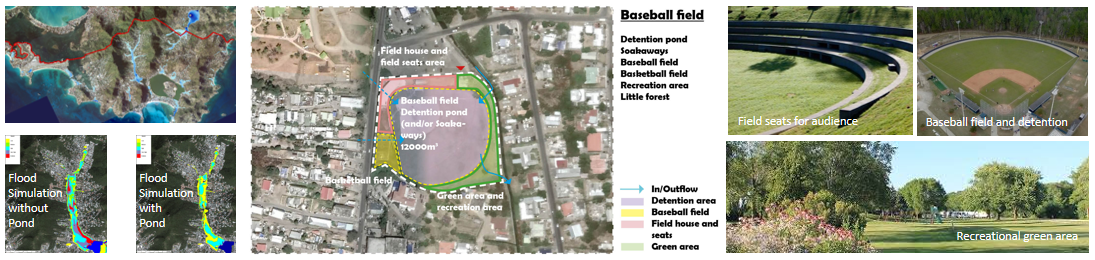 Flood
Simulation
without
Pond
Flood
Simulation
with
Pond
Field house and
field seats area
Baseball field
Detention pond
(and/or Soaka-
ways)
12000m³
Basketball field
Green area and
recreation area
Baseball field
Detention pond
Soakaways
Baseball field
Basketball field
Recreation area
Little forest
In/Outflow
Detention area
Baseball field
Field house and
seats
Green area
Field seats for audience
Baseball field and detention
Recreational green area